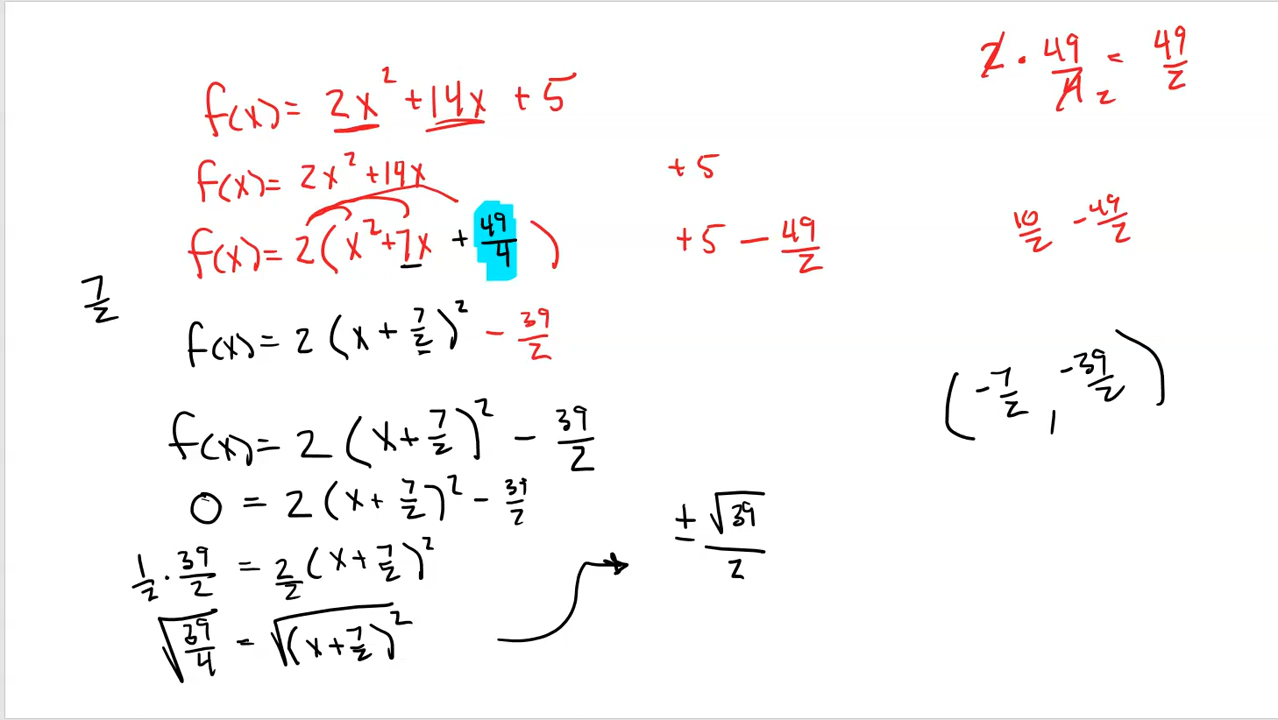 2 · 49/4 2 = 49/2
f(x) = 2x² + 14x + 5
f(x) = 2x² + 14x + 5
f(x) = 2(x² + 7x + 49/4) + 5 − 49/2
10/2 − 49/2
7/2
f(x) = 2(x + 7/2)² − 39/2
(−7/2, −39/2)
f(x) = 2(x + 7/2)² − 39/2
0 = 2(x + 7/2)² − 39/2
1/2 · 39/2 = 2/2(x + 7/2)²
√(39/4) = √((x + 7/2)²)
± √39/2